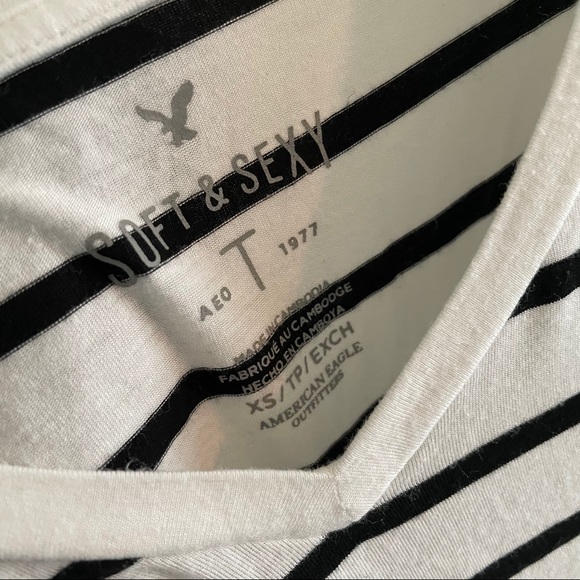 SOFT & SEXY
AEO T 1977
MADE IN CAMBODIA
FABRIQUÉ AU CAMBODGE
HECHO EN CAMBOYA
XS/TP/EXCH
AMERICAN EAGLE
OUTFITTERS